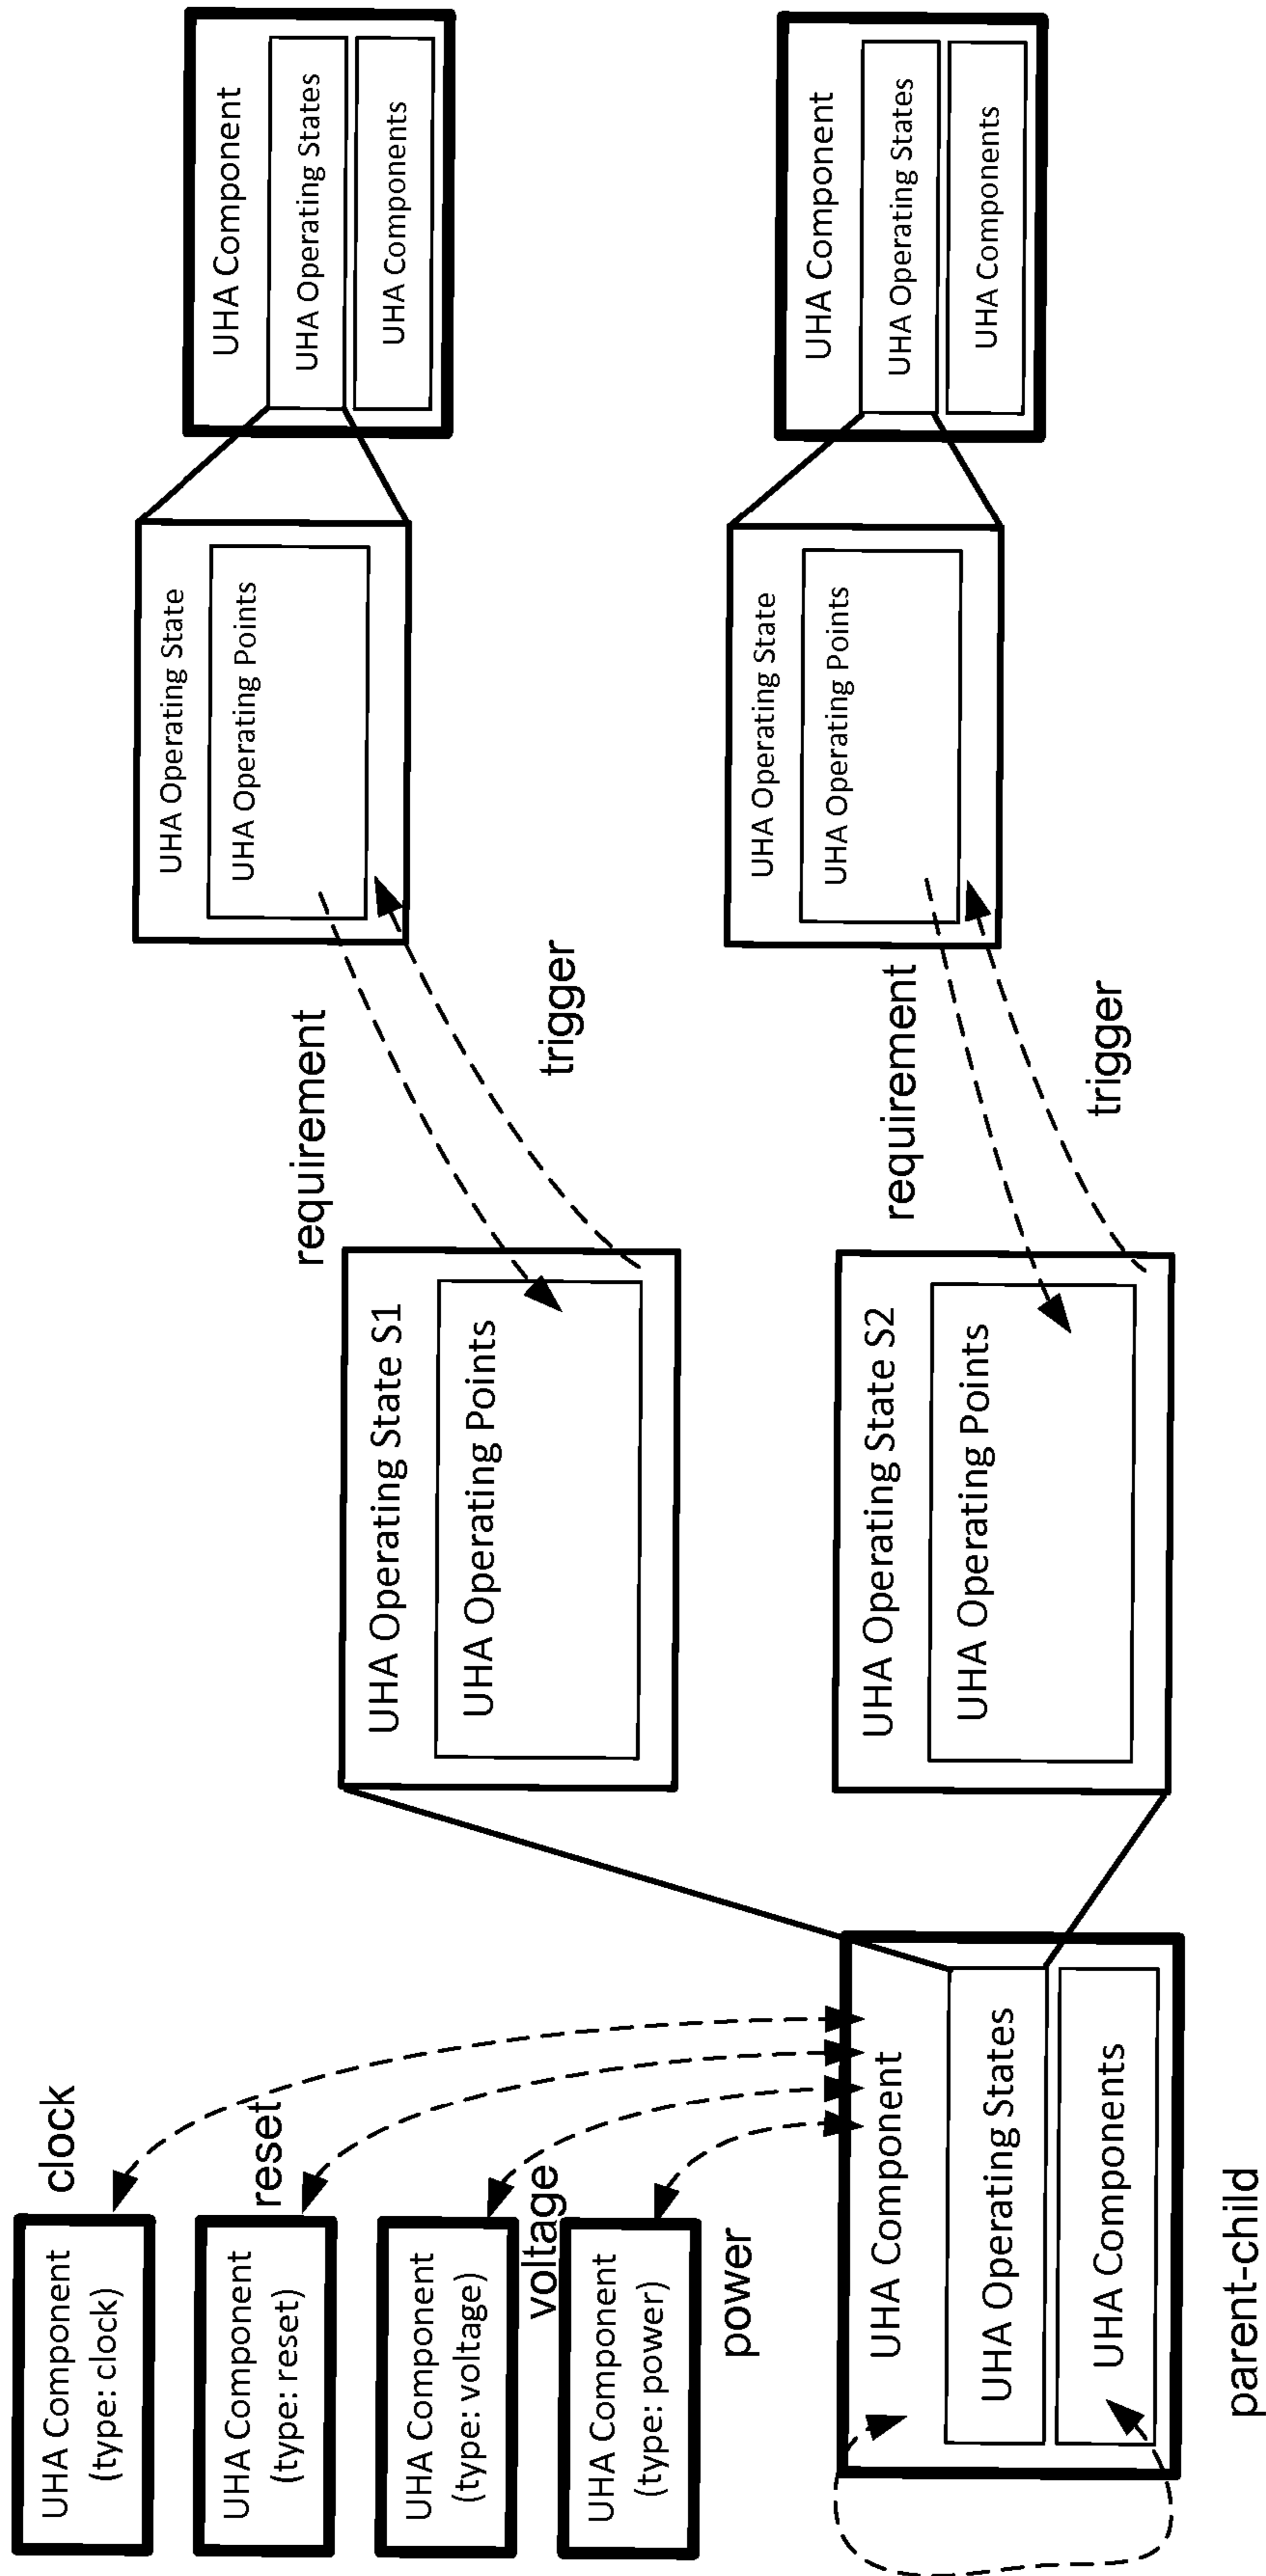 UHA Component
(type: clock)
clock
UHA Component
(type: reset)
reset
UHA Component
(type: voltage)
voltage
UHA Component
(type: power)
power
UHA Component
UHA Operating States
UHA Components
parent-child
UHA Operating State S1
UHA Operating Points
UHA Operating State S2
UHA Operating Points
requirement
trigger
requirement
trigger
UHA Operating State
UHA Operating Points
UHA Operating State
UHA Operating Points
UHA Component
UHA Operating States
UHA Components
UHA Component
UHA Operating States
UHA Components